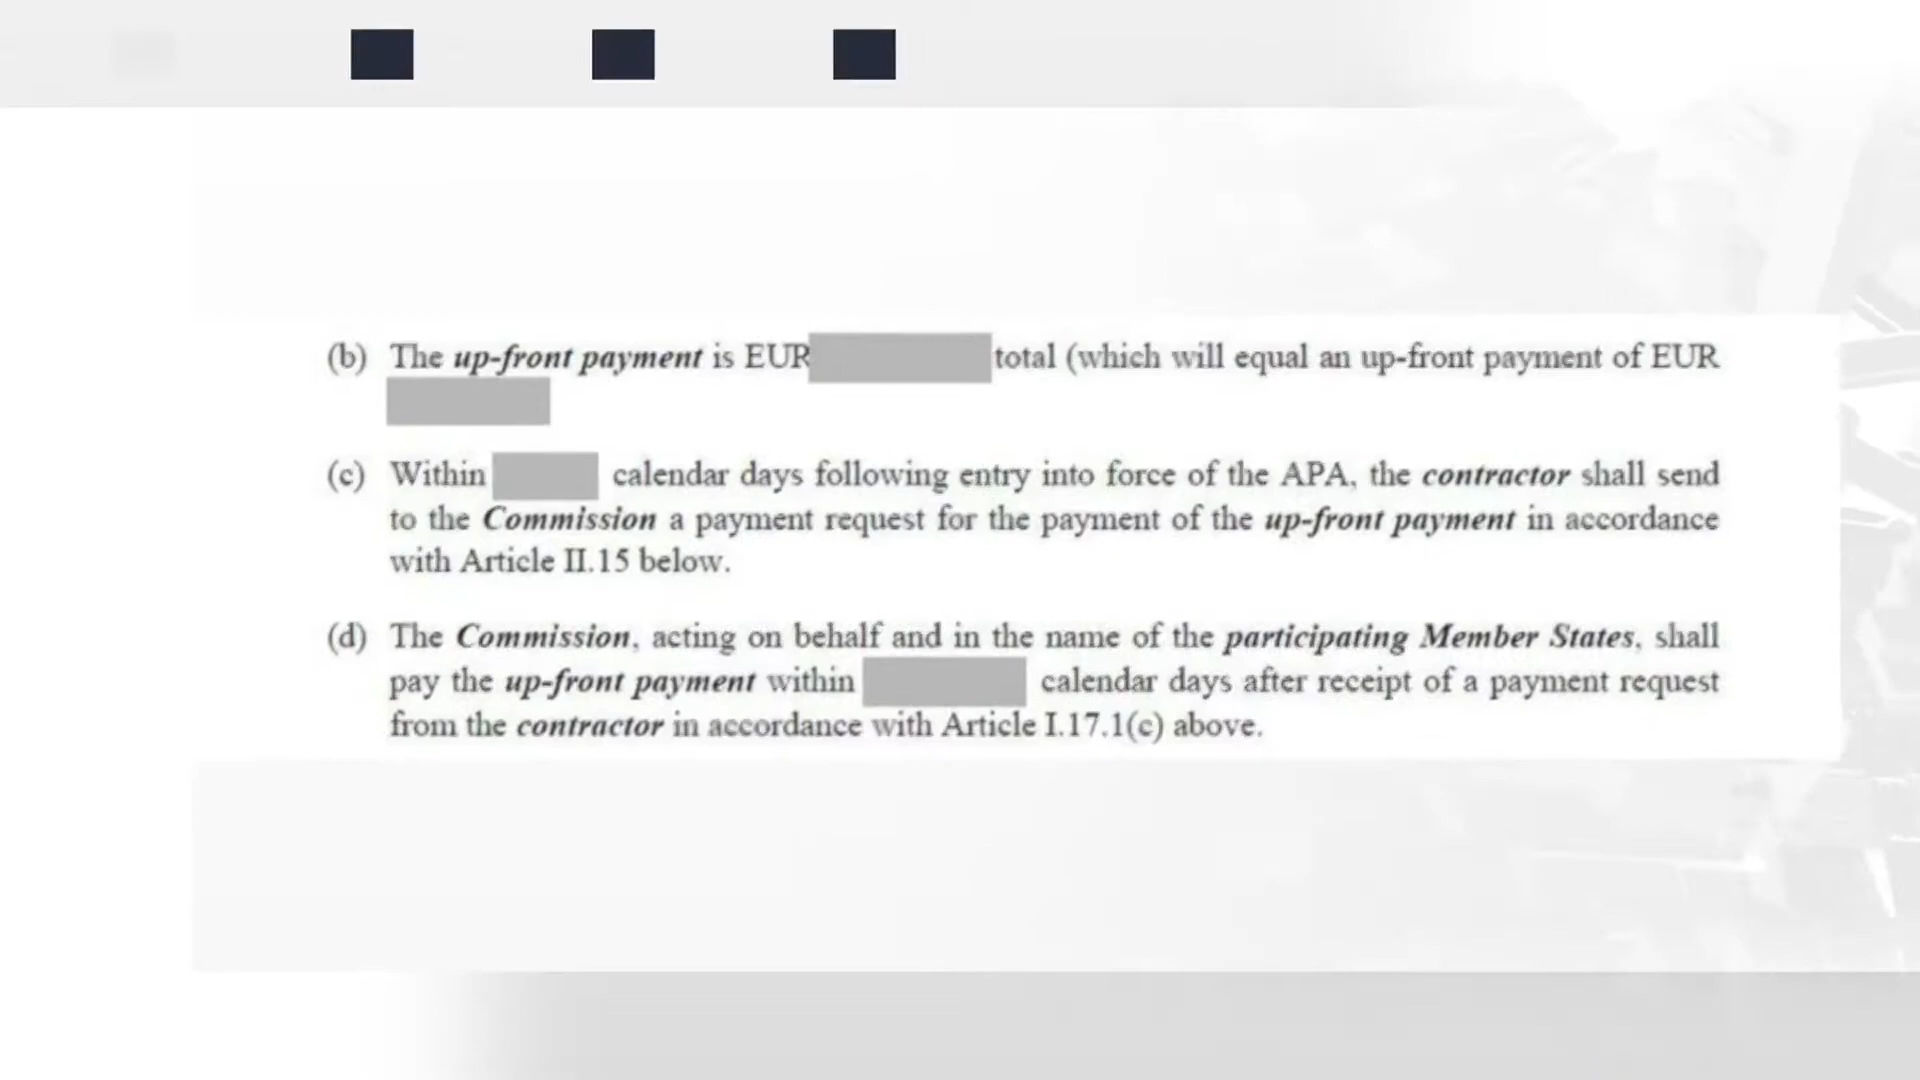 (b) The up-front payment is EUR total (which will equal an up-front payment of EUR
(c) Within calendar days following entry into force of the APA, the contractor shall send
to the Commission a payment request for the payment of the up-front payment in accordance
with Article II.15 below.
(d) The Commission, acting on behalf and in the name of the participating Member States, shall
pay the up-front payment within calendar days after receipt of a payment request
from the contractor in accordance with Article I.17.1(c) above.